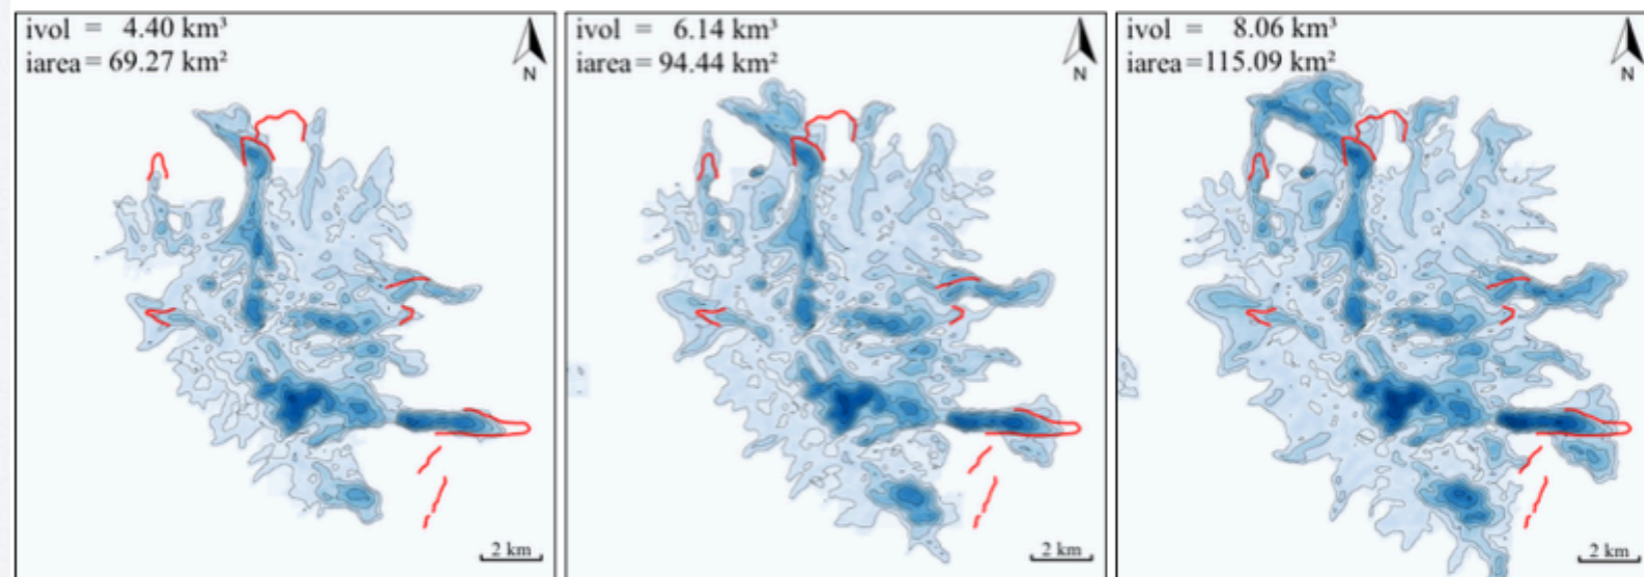 ivol = 4.40 km³
iarea = 69.27 km²
N
2 km
ivol = 6.14 km³
iarea = 94.44 km²
N
2 km
ivol = 8.06 km³
iarea = 115.09 km²
N
2 km